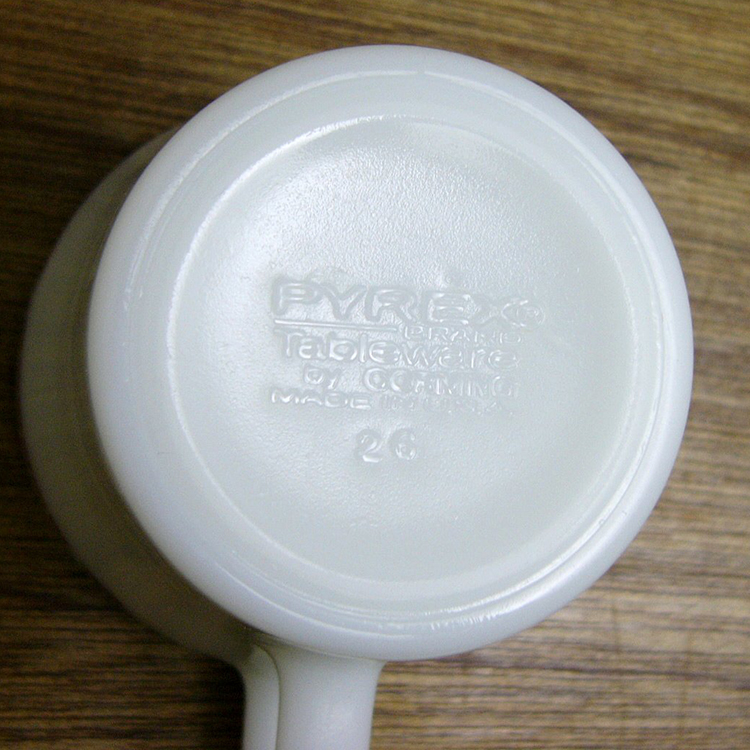 PYREX®
BRAND
Tableware
by CORNING
MADE IN U.S.A.
26